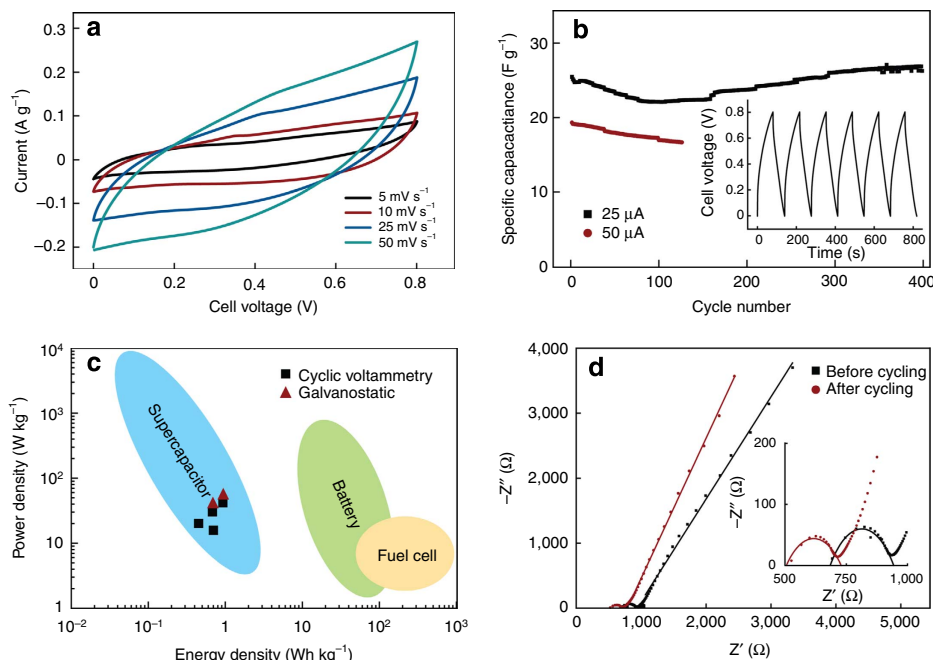 a
0.3
0.2
0.1
0
−0.1
−0.2
Current (A g⁻¹)
5 mV s⁻¹
10 mV s⁻¹
25 mV s⁻¹
50 mV s⁻¹
0 0.2 0.4 0.6 0.8
Cell voltage (V)
b
30
20
10
0
Specific capacacitance (F g⁻¹)
25 μA
50 μA
0.8
0.6
0.4
0.2
0
Cell voltage (V)
0 200 400 600 800
Time (s)
0 100 200 300 400
Cycle number
c
10⁴
10³
10²
10
1
Power density (W kg⁻¹)
Cyclic voltammetry
Galvanostatic
Supercapacitor
Battery
Fuel cell
10⁻² 10⁻¹ 1 10 10² 10³
Energy density (Wh kg⁻¹)
d
4,000
3,000
2,000
1,000
0
−Z″ (Ω)
Before cycling
After cycling
200
100
0
−Z″ (Ω)
500 750 1,000
Z′ (Ω)
0 1,000 2,000 3,000 4,000 5,000
Z′ (Ω)